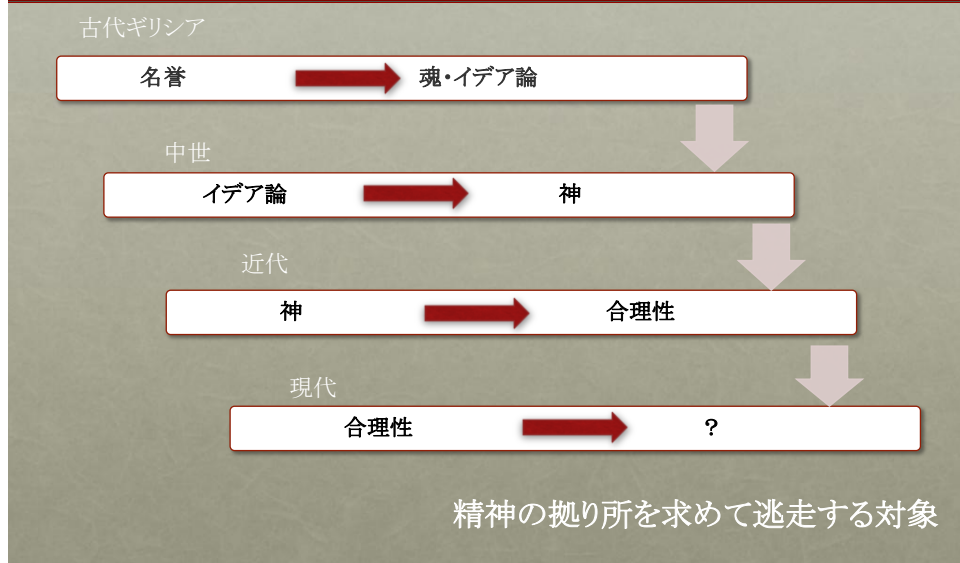 古代ギリシア
名誉 魂・イデア論
中世
イデア論 神
近代
神 合理性
現代
合理性 ？
精神の拠り所を求めて逃走する対象